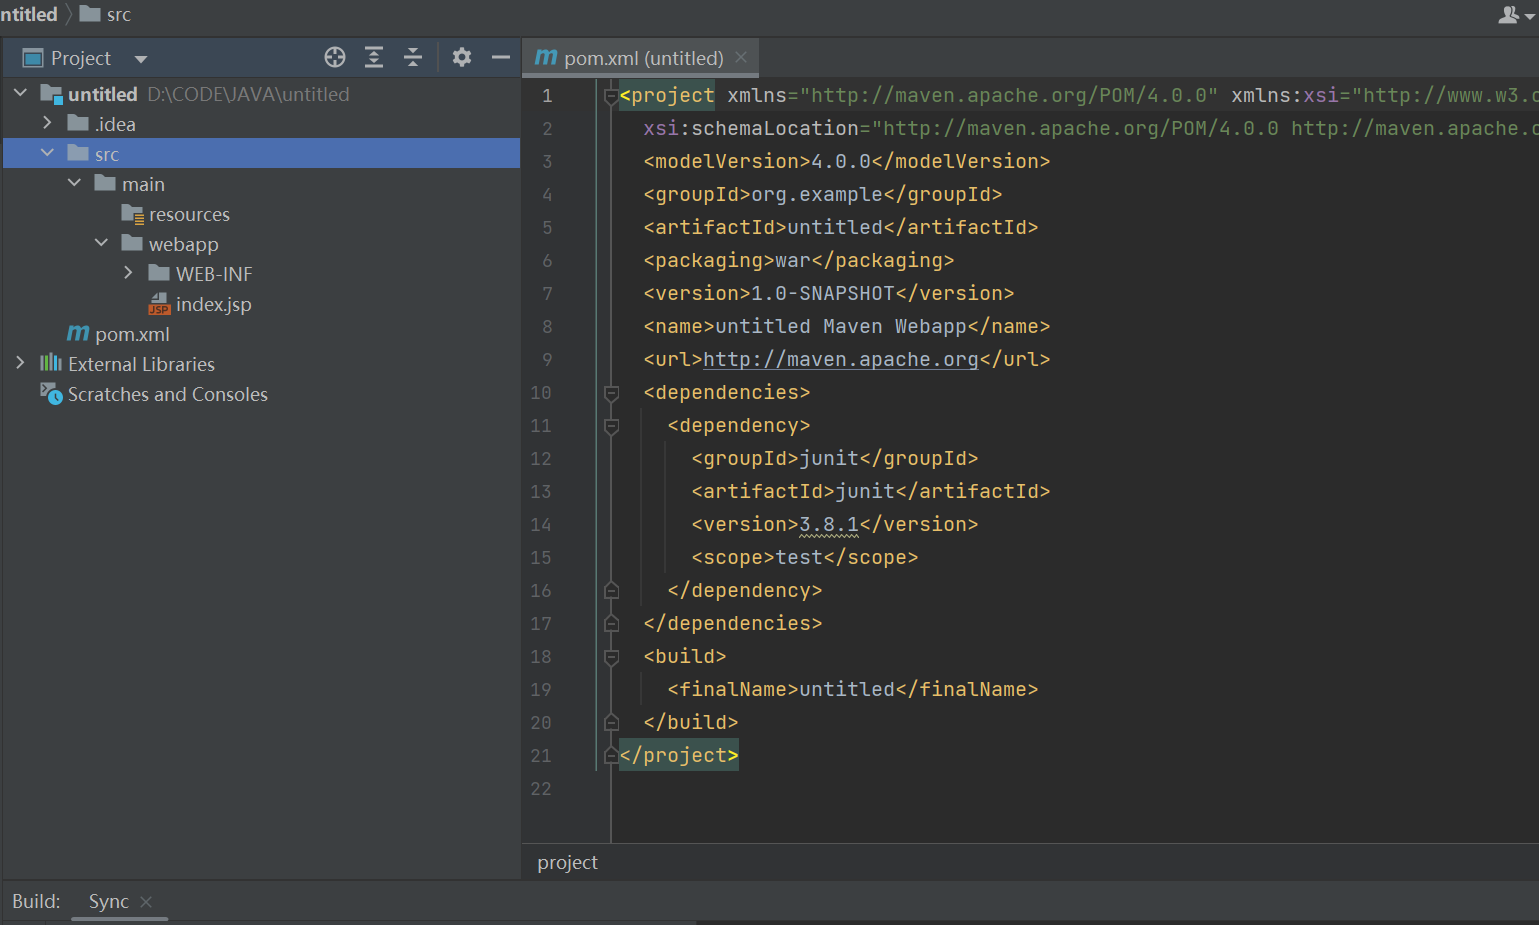 ntitled src
Project
untitled D:\CODE\JAVA\untitled
.idea
src
main
resources
webapp
WEB-INF
JSP index.jsp
m pom.xml
External Libraries
Scratches and Consoles
m pom.xml (untitled)
1 <project xmlns="http://maven.apache.org/POM/4.0.0" xmlns:xsi="http://www.w3.o
2 xsi:schemaLocation="http://maven.apache.org/POM/4.0.0 http://maven.apache.o
3 <modelVersion>4.0.0</modelVersion>
4 <groupId>org.example</groupId>
5 <artifactId>untitled</artifactId>
6 <packaging>war</packaging>
7 <version>1.0-SNAPSHOT</version>
8 <name>untitled Maven Webapp</name>
9 <url>http://maven.apache.org</url>
10 <dependencies>
11 <dependency>
12 <groupId>junit</groupId>
13 <artifactId>junit</artifactId>
14 <version>3.8.1</version>
15 <scope>test</scope>
16 </dependency>
17 </dependencies>
18 <build>
19 <finalName>untitled</finalName>
20 </build>
21 </project>
22
project
Build: Sync